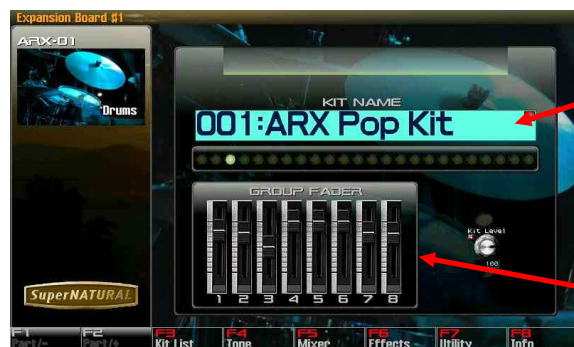 Expansion Board #1
ARX-01
Drums
KIT NAME
001:ARX Pop Kit
GROUP FADER
Kit Level
100
1 2 3 4 5 6 7 8
SuperNATURAL
F1 F2 F3 F4 F5 F6 F7 F8
Part/- Part/+ Kit List Tone Mixer Effects Utility Info